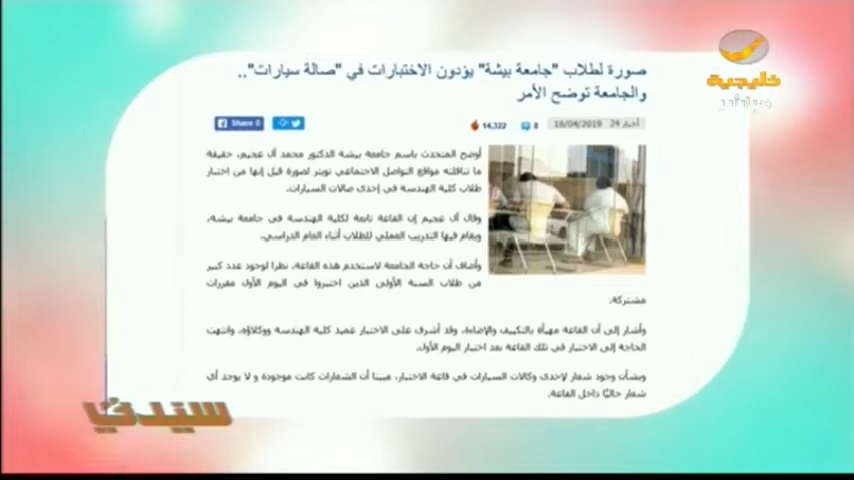 خليجية
مباشر
صورة لطلاب "جامعة بيشة" يؤدون الاختبارات في "صالة سيارات"..
والجامعة توضح الأمر
Share 0
14,322
0
أخبار 24
16/04/2019
أوضح المتحدث باسم جامعة بيشة الدكتور محمد آل عجيم، حقيقة
ما تناقلته مواقع التواصل الاجتماعي تويتر لصورة قيل إنها من اختبار
طلاب كلية الهندسة في إحدى صالات السيارات.
وقال آل عجيم إن القاعة تابعة لكلية الهندسة في جامعة بيشة،
ويقام فيها التدريب العملي للطلاب أثناء العام الدراسي.
وأضاف أن حاجة الجامعة لاستخدم هذه القاعة، نظرا لوجود عدد كبير
من طلاب السنة الأولى الذين اختبروا في اليوم الأول مقررات
مشتركة.
وأشار إلى أن القاعة مهيأة بالتكييف والإضاءة، وقد أشرف على الاختبار عميد كلية الهندسة ووكلاؤه، وانتهت
الحاجة إلى الاختبار في تلك القاعة بعد اختبار اليوم الأول.
وبشأن وجود شعار لإحدى وكالات السيارات في قاعة الاختبار، مبينا أن الشعارات كانت موجودة و لا يوجد أي
شعار حاليًا داخل القاعة.
سيدتي